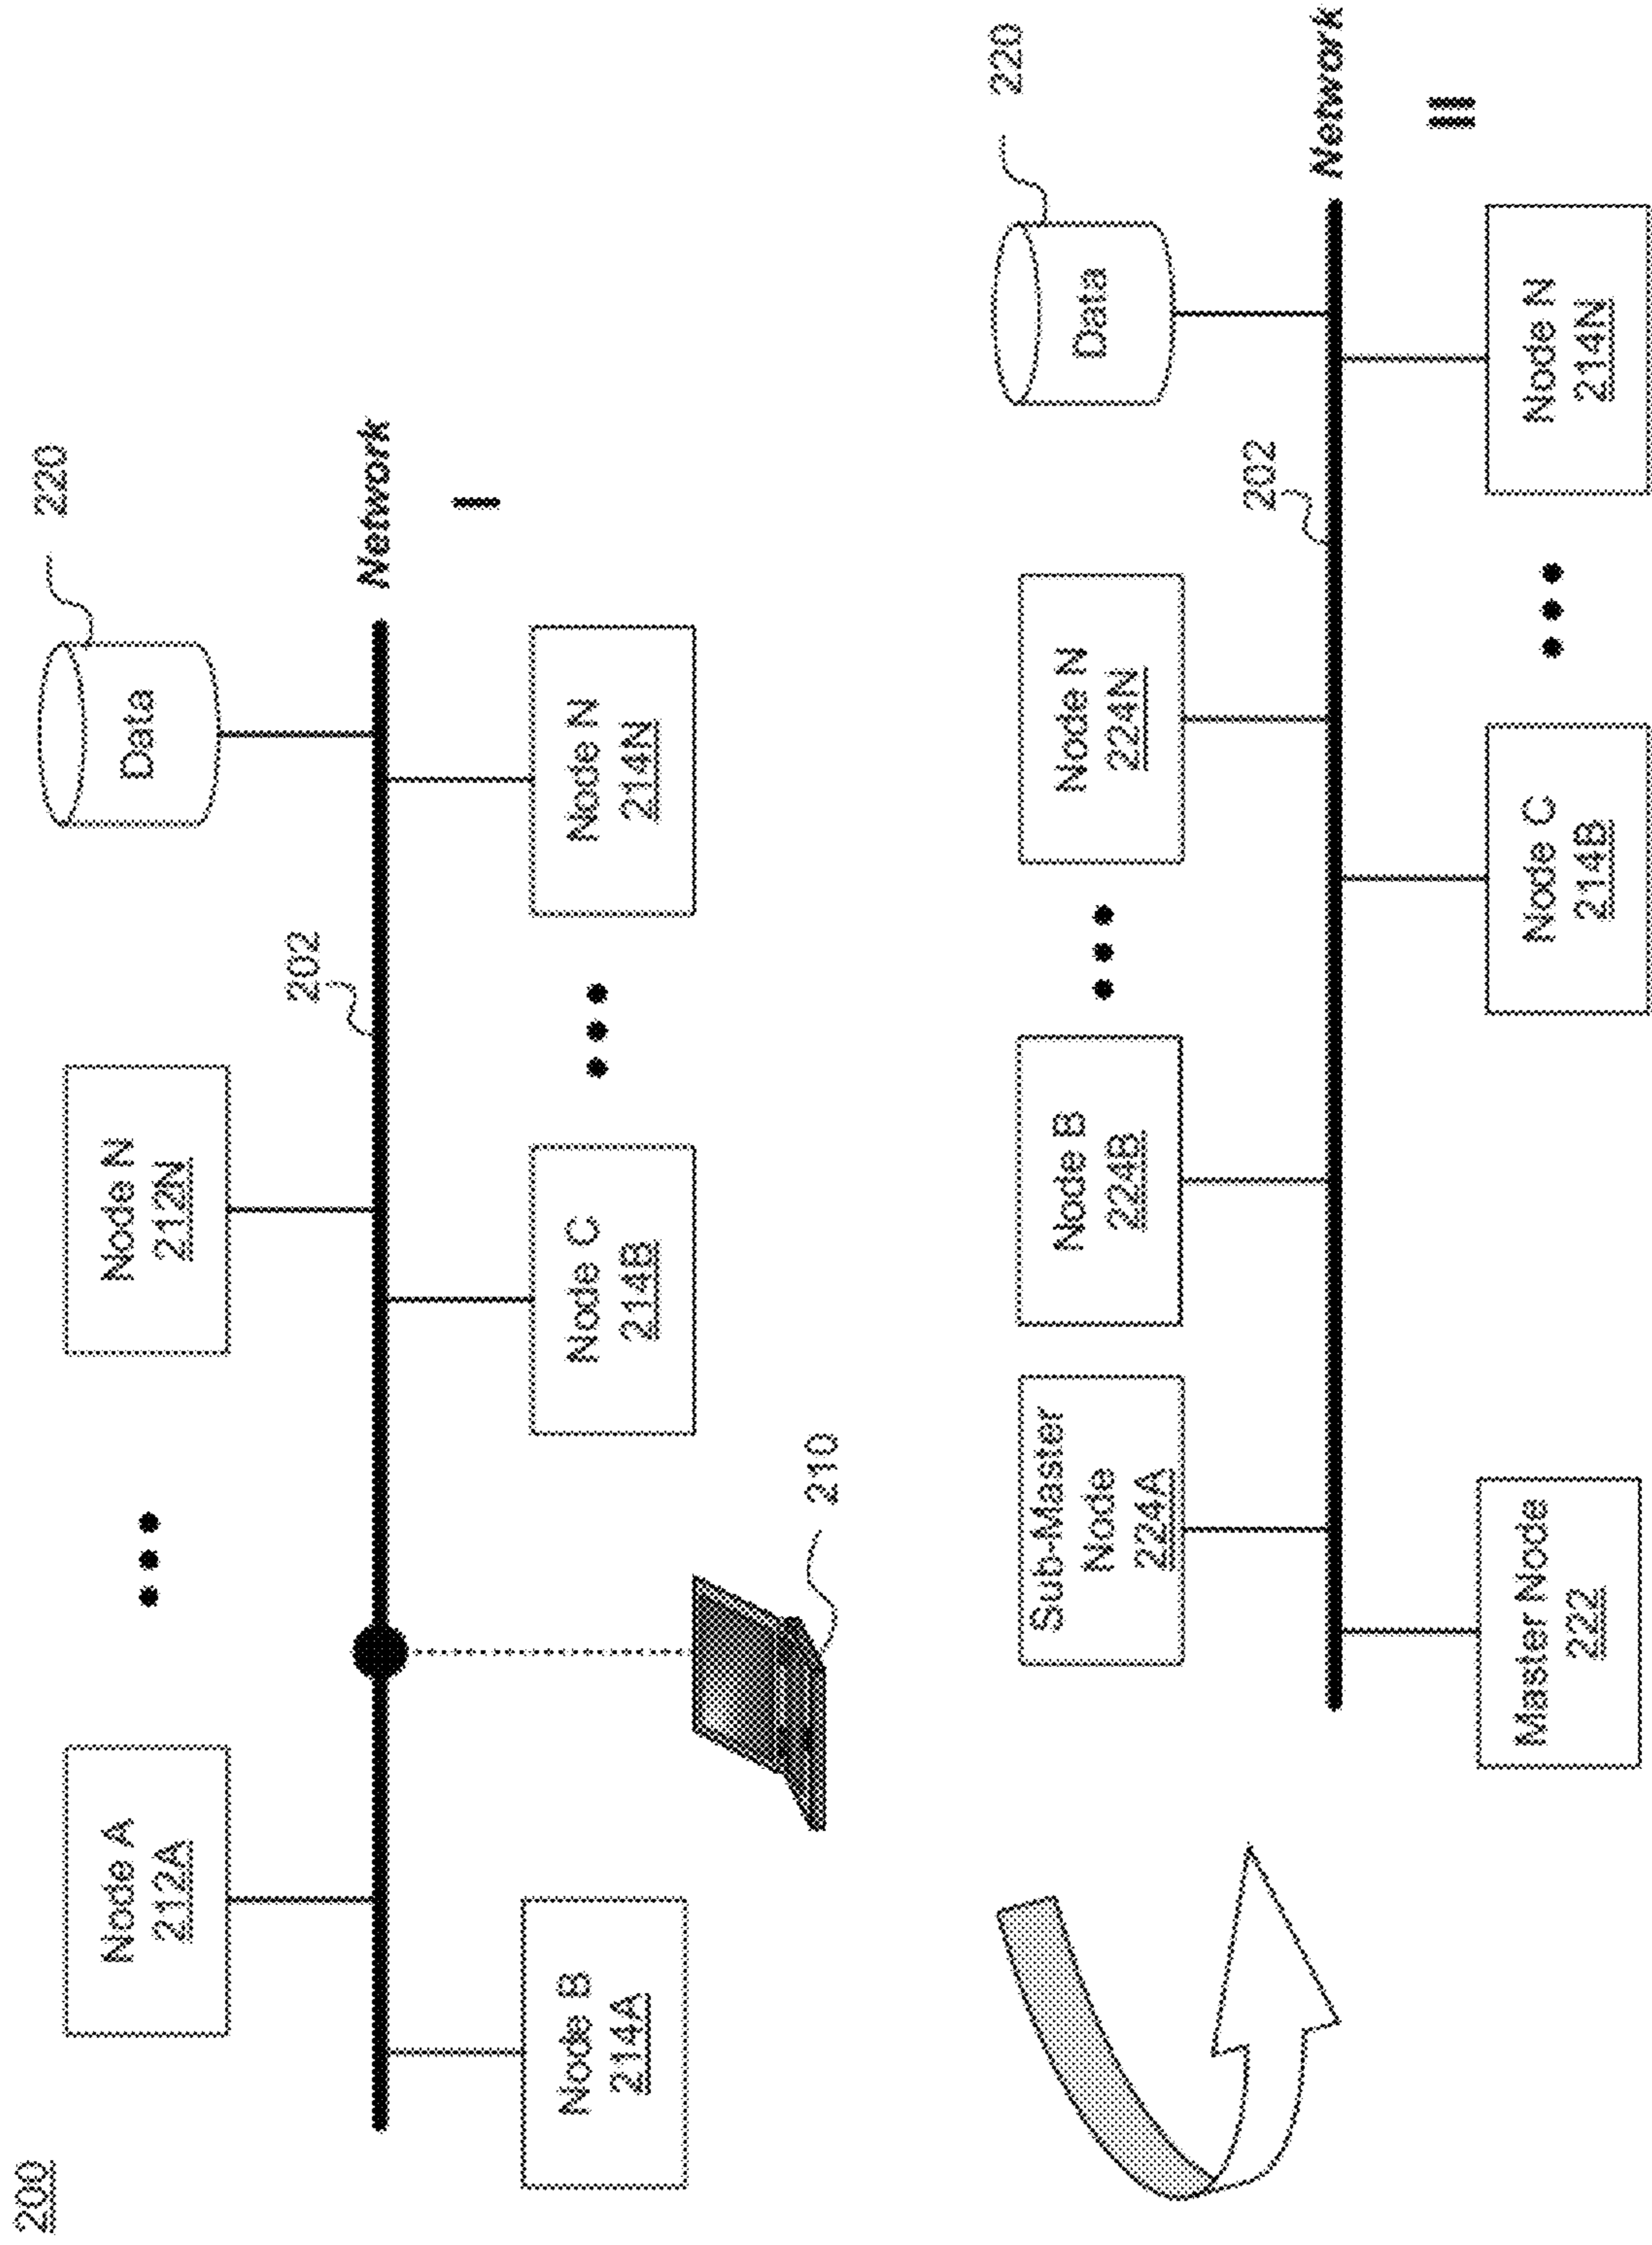 200
Node A
212A
Node N
212N
Data
220
202
Network
I
Node B
214A
210
Node C
214B
Node N
214N
Sub-Master
Node
224A
Node B
224B
Node N
224N
Data
220
202
Network
II
Master Node
222
Node C
214B
Node N
214N